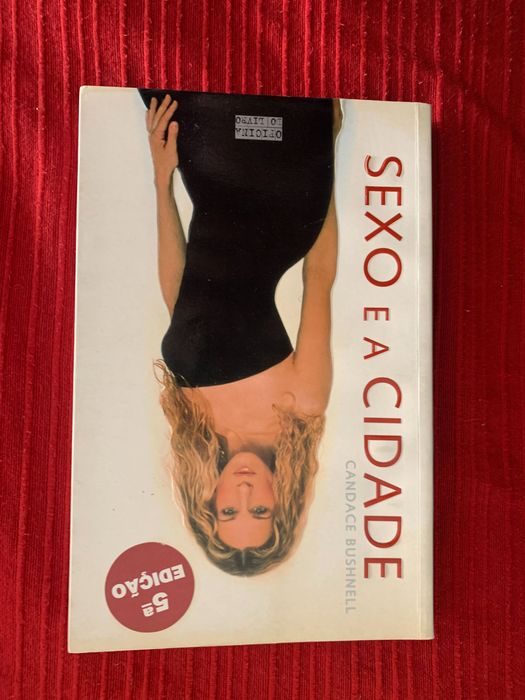 SEXO E A CIDADE
CANDACE BUSHNELL
5ª
EDIÇÃO
OFICINA
DO LIVRO